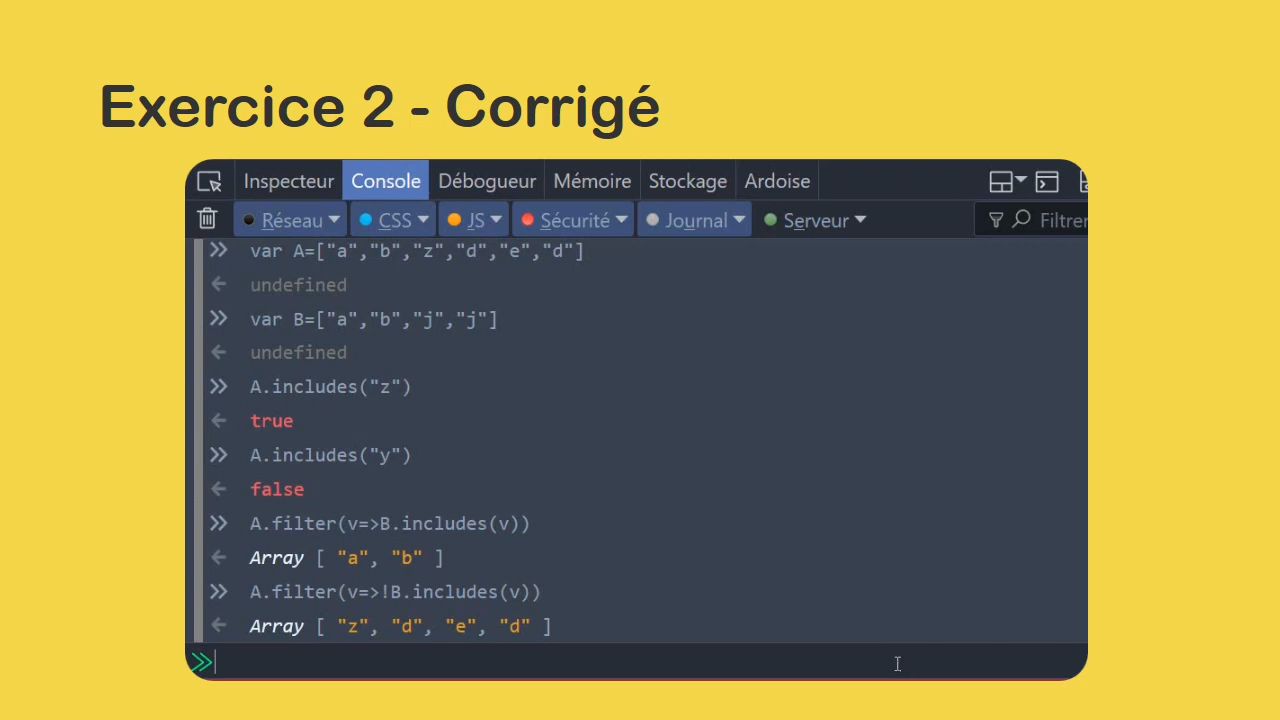 Exercice 2 - Corrigé
Inspecteur Console Débogueur Mémoire Stockage Ardoise
Réseau CSS JS Sécurité Journal Serveur Filtrer
>> var A=["a","b","z","d","e","d"]
← undefined
>> var B=["a","b","j","j"]
← undefined
>> A.includes("z")
← true
>> A.includes("y")
← false
>> A.filter(v=>B.includes(v))
← Array [ "a", "b" ]
>> A.filter(v=>!B.includes(v))
← Array [ "z", "d", "e", "d" ]
>>